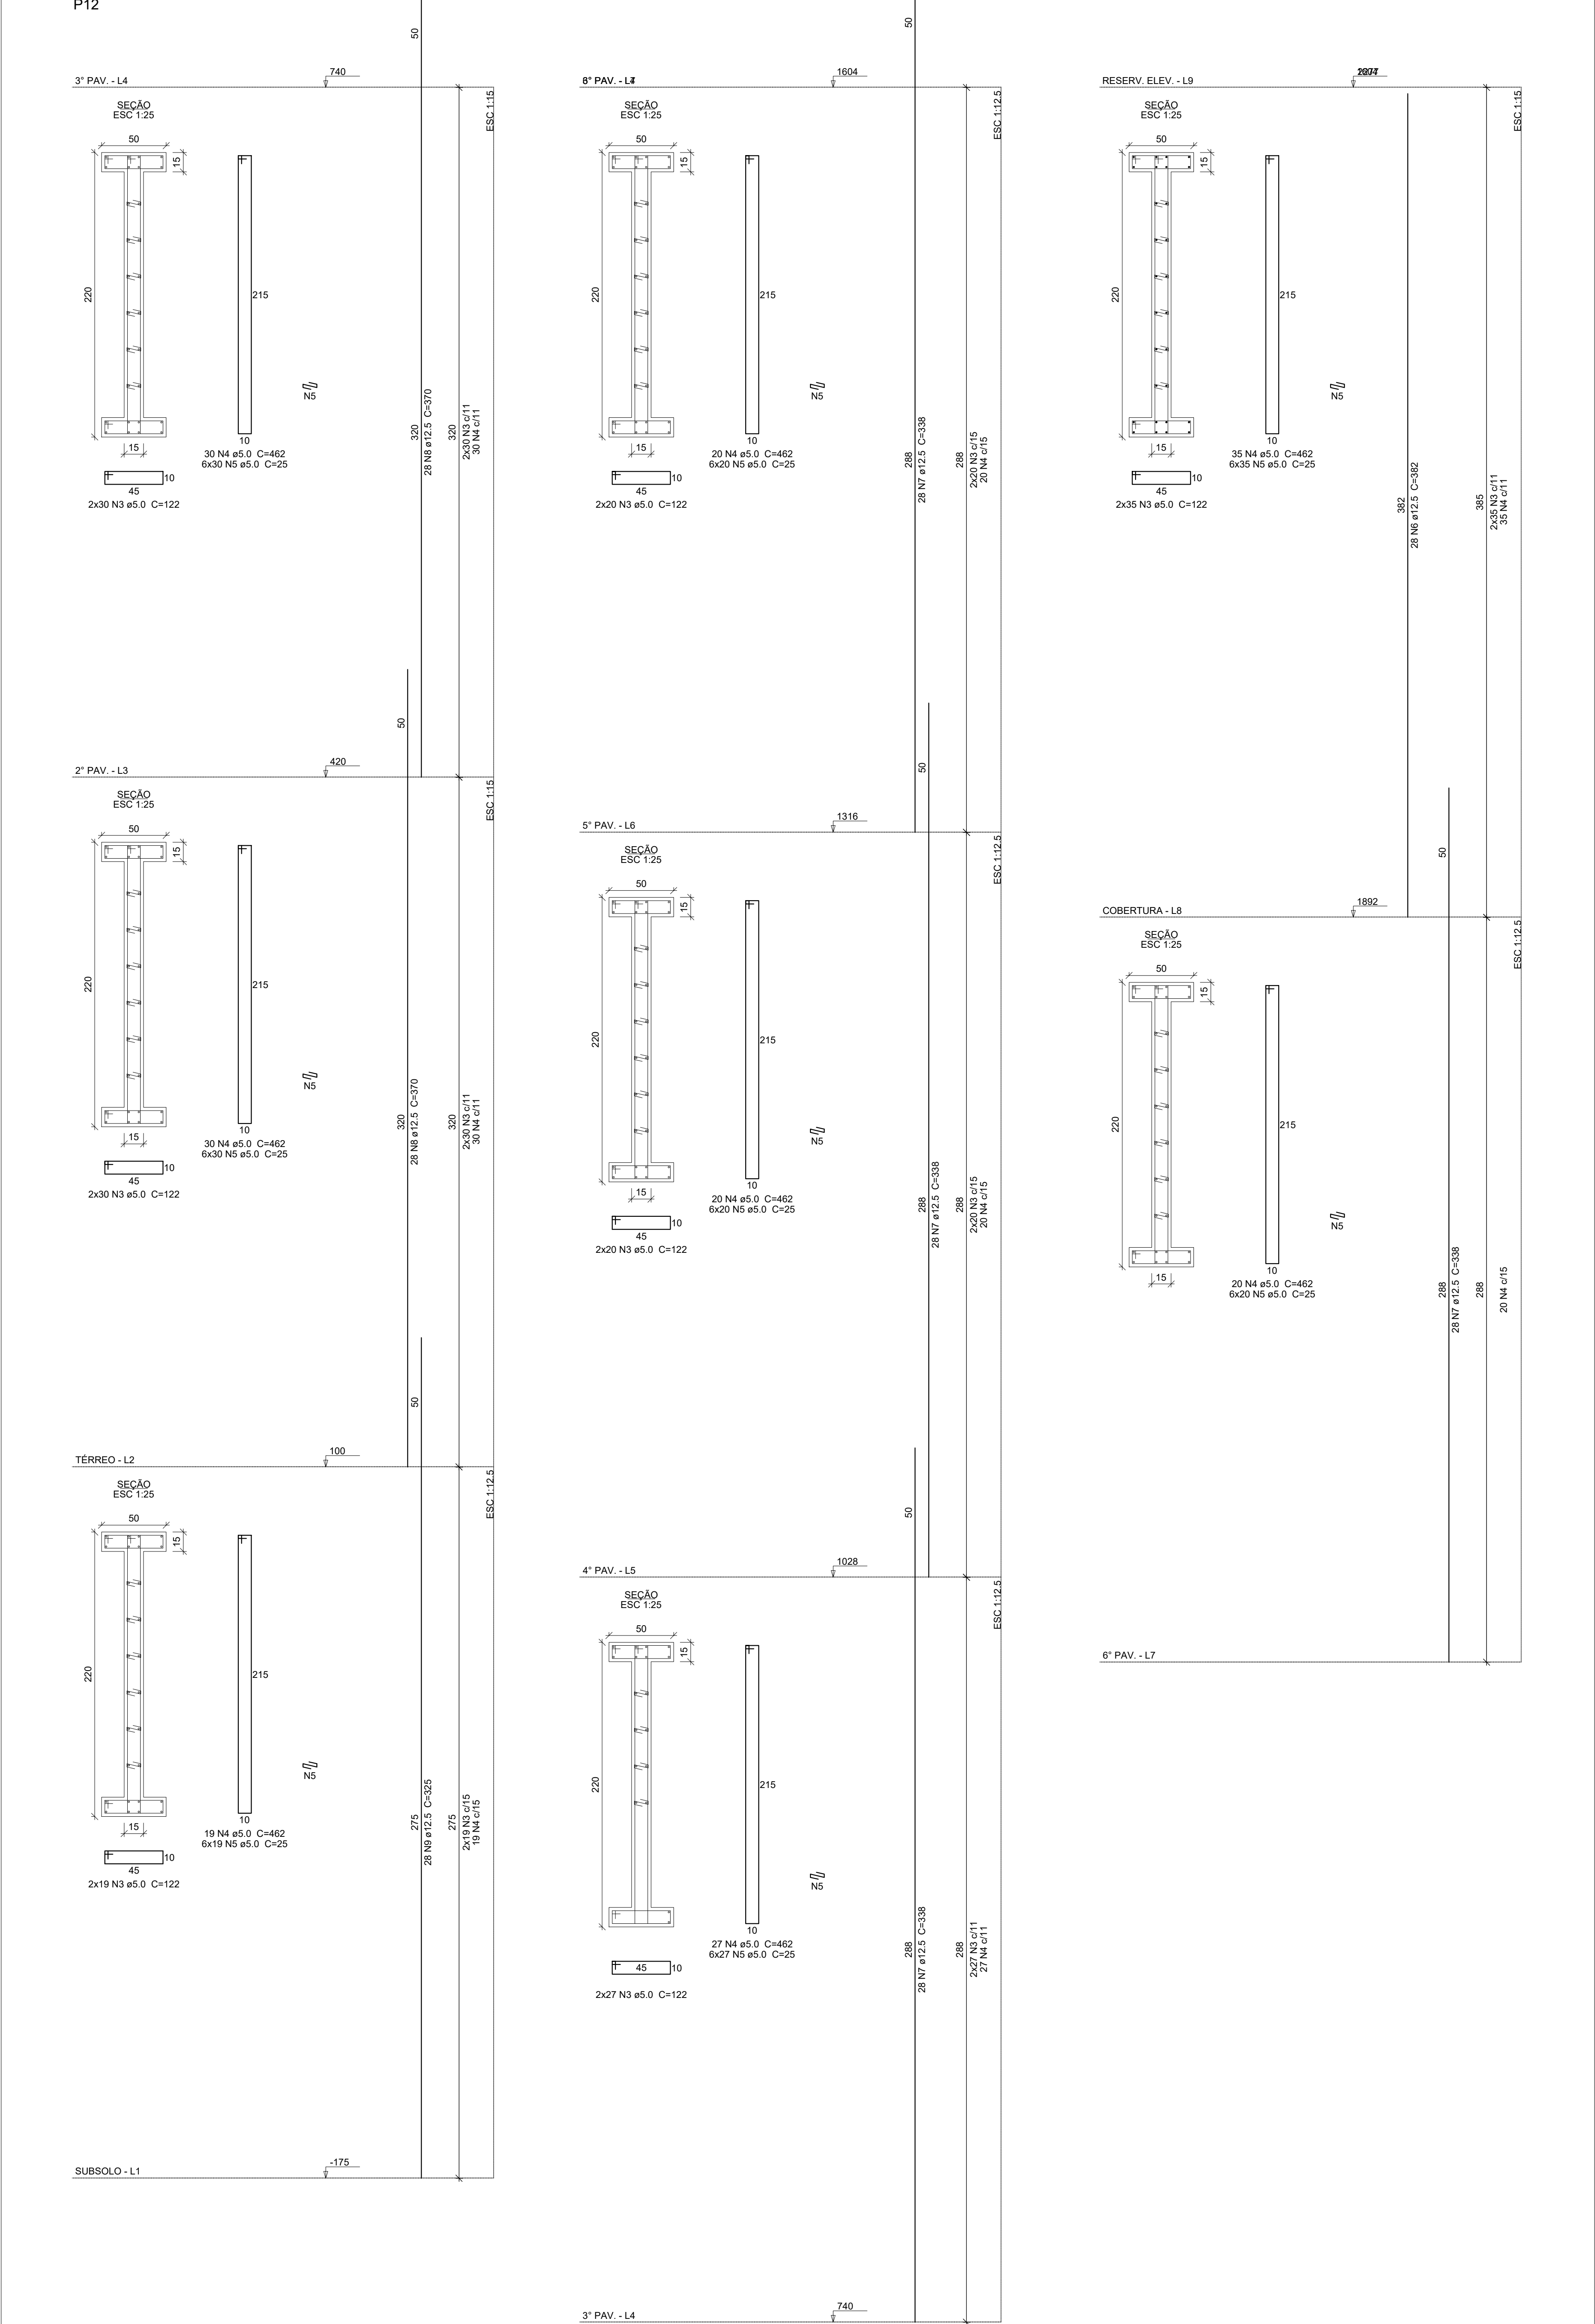 P12
50
3° PAV. - L4
740
ESC 1:15
SEÇÃO
ESC 1:25
50
15
220
215
N5
15
10
30 N4 ø5.0 C=462
6x30 N5 ø5.0 C=25
10
45
2x30 N3 ø5.0 C=122
320
28 N8 ø12.5 C=370
320
2x30 N3 c/11
30 N4 c/11
50
2° PAV. - L3
420
ESC 1:15
SEÇÃO
ESC 1:25
50
15
220
215
N5
15
10
30 N4 ø5.0 C=462
6x30 N5 ø5.0 C=25
10
45
2x30 N3 ø5.0 C=122
320
28 N8 ø12.5 C=370
320
2x30 N3 c/11
30 N4 c/11
50
TÉRREO - L2
100
ESC 1:12.5
SEÇÃO
ESC 1:25
50
15
220
215
N5
15
10
19 N4 ø5.0 C=462
6x19 N5 ø5.0 C=25
10
45
2x19 N3 ø5.0 C=122
275
28 N9 ø12.5 C=325
275
2x19 N3 c/15
19 N4 c/15
SUBSOLO - L1
-175
50
PAV. -
1604
ESC 1:12.5
SEÇÃO
ESC 1:25
50
15
220
215
N5
15
10
20 N4 ø5.0 C=462
6x20 N5 ø5.0 C=25
10
45
2x20 N3 ø5.0 C=122
288
28 N7 ø12.5 C=338
288
2x20 N3 c/15
20 N4 c/15
50
5° PAV. - L6
1316
ESC 1:12.5
SEÇÃO
ESC 1:25
50
15
220
215
N5
15
10
20 N4 ø5.0 C=462
6x20 N5 ø5.0 C=25
10
45
2x20 N3 ø5.0 C=122
288
28 N7 ø12.5 C=338
288
2x20 N3 c/15
20 N4 c/15
50
4° PAV. - L5
1028
ESC 1:12.5
SEÇÃO
ESC 1:25
50
15
220
215
N5
10
27 N4 ø5.0 C=462
6x27 N5 ø5.0 C=25
45
10
2x27 N3 ø5.0 C=122
288
28 N7 ø12.5 C=338
288
2x27 N3 c/11
27 N4 c/11
3° PAV. - L4
740
RESERV. ELEV. - L9
ESC 1:15
SEÇÃO
ESC 1:25
50
15
220
215
N5
15
10
35 N4 ø5.0 C=462
6x35 N5 ø5.0 C=25
10
45
2x35 N3 ø5.0 C=122
382
28 N6 ø12.5 C=382
385
2x35 N3 c/11
35 N4 c/11
50
COBERTURA - L8
1892
ESC 1:12.5
SEÇÃO
ESC 1:25
50
15
220
215
N5
15
10
20 N4 ø5.0 C=462
6x20 N5 ø5.0 C=25
288
28 N7 ø12.5 C=338
288
20 N4 c/15
6° PAV. - L7